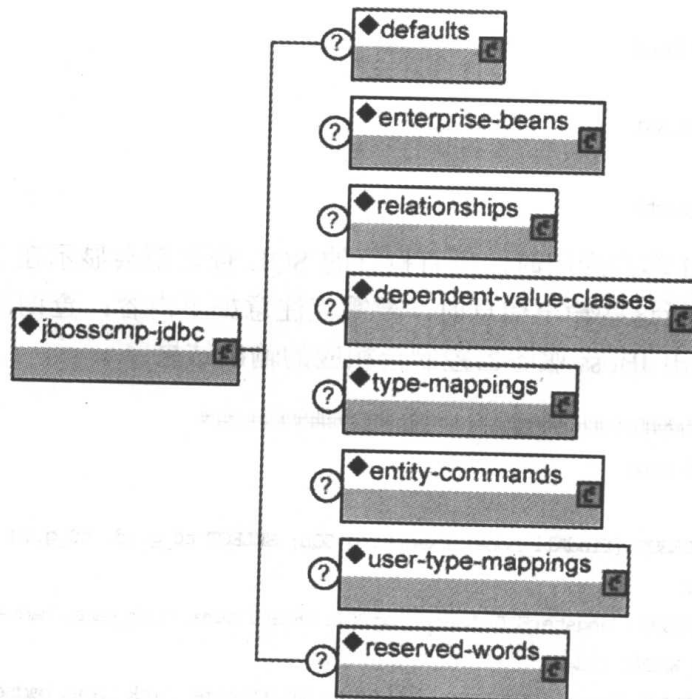 defaults
enterprise-beans
relationships
dependent-value-classes
jbosscmp-jdbc
type-mappings
entity-commands
user-type-mappings
reserved-words
?
?
?
?
?
?
?
?